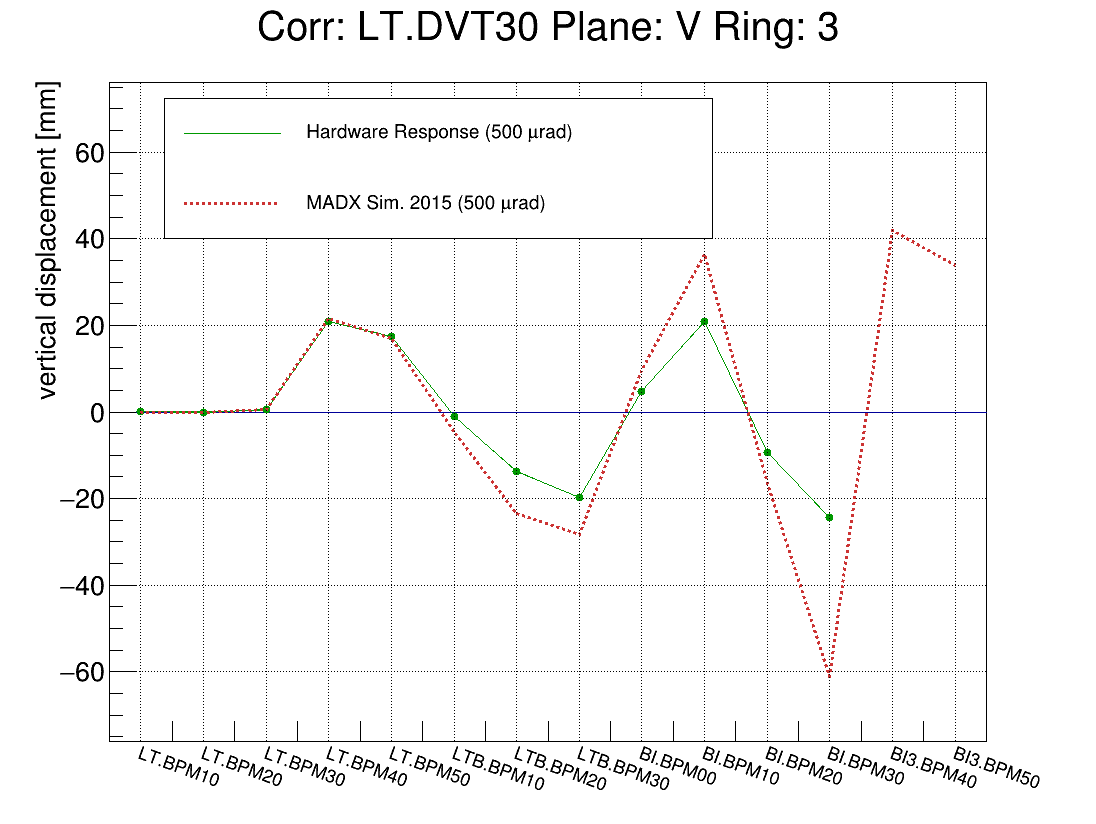 Corr: LT.DVT30 Plane: V Ring: 3
vertical displacement [mm]
Hardware Response (500 μrad)
MADX Sim. 2015 (500 μrad)
60
40
20
0
−20
−40
−60
LT.BPM10
LT.BPM20
LT.BPM30
LT.BPM40
LT.BPM50
LTB.BPM10
LTB.BPM20
LTB.BPM30
BI.BPM00
BI.BPM10
BI.BPM20
BI.BPM30
BI3.BPM40
BI3.BPM50